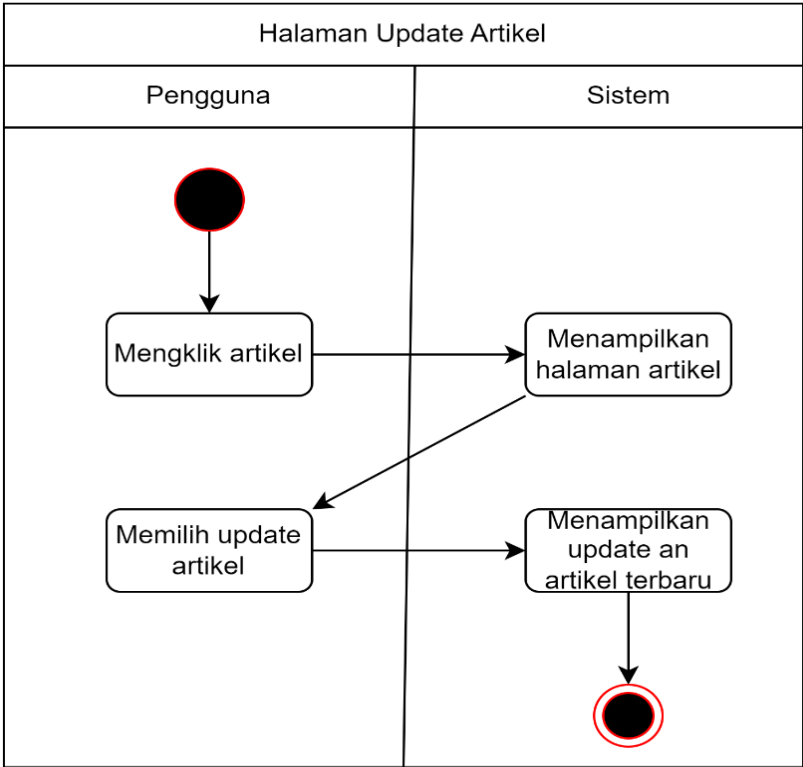 Halaman Update Artikel
Pengguna
Sistem
Mengklik artikel
Menampilkan
halaman artikel
Memilih update
artikel
Menampilkan
update an
artikel terbaru